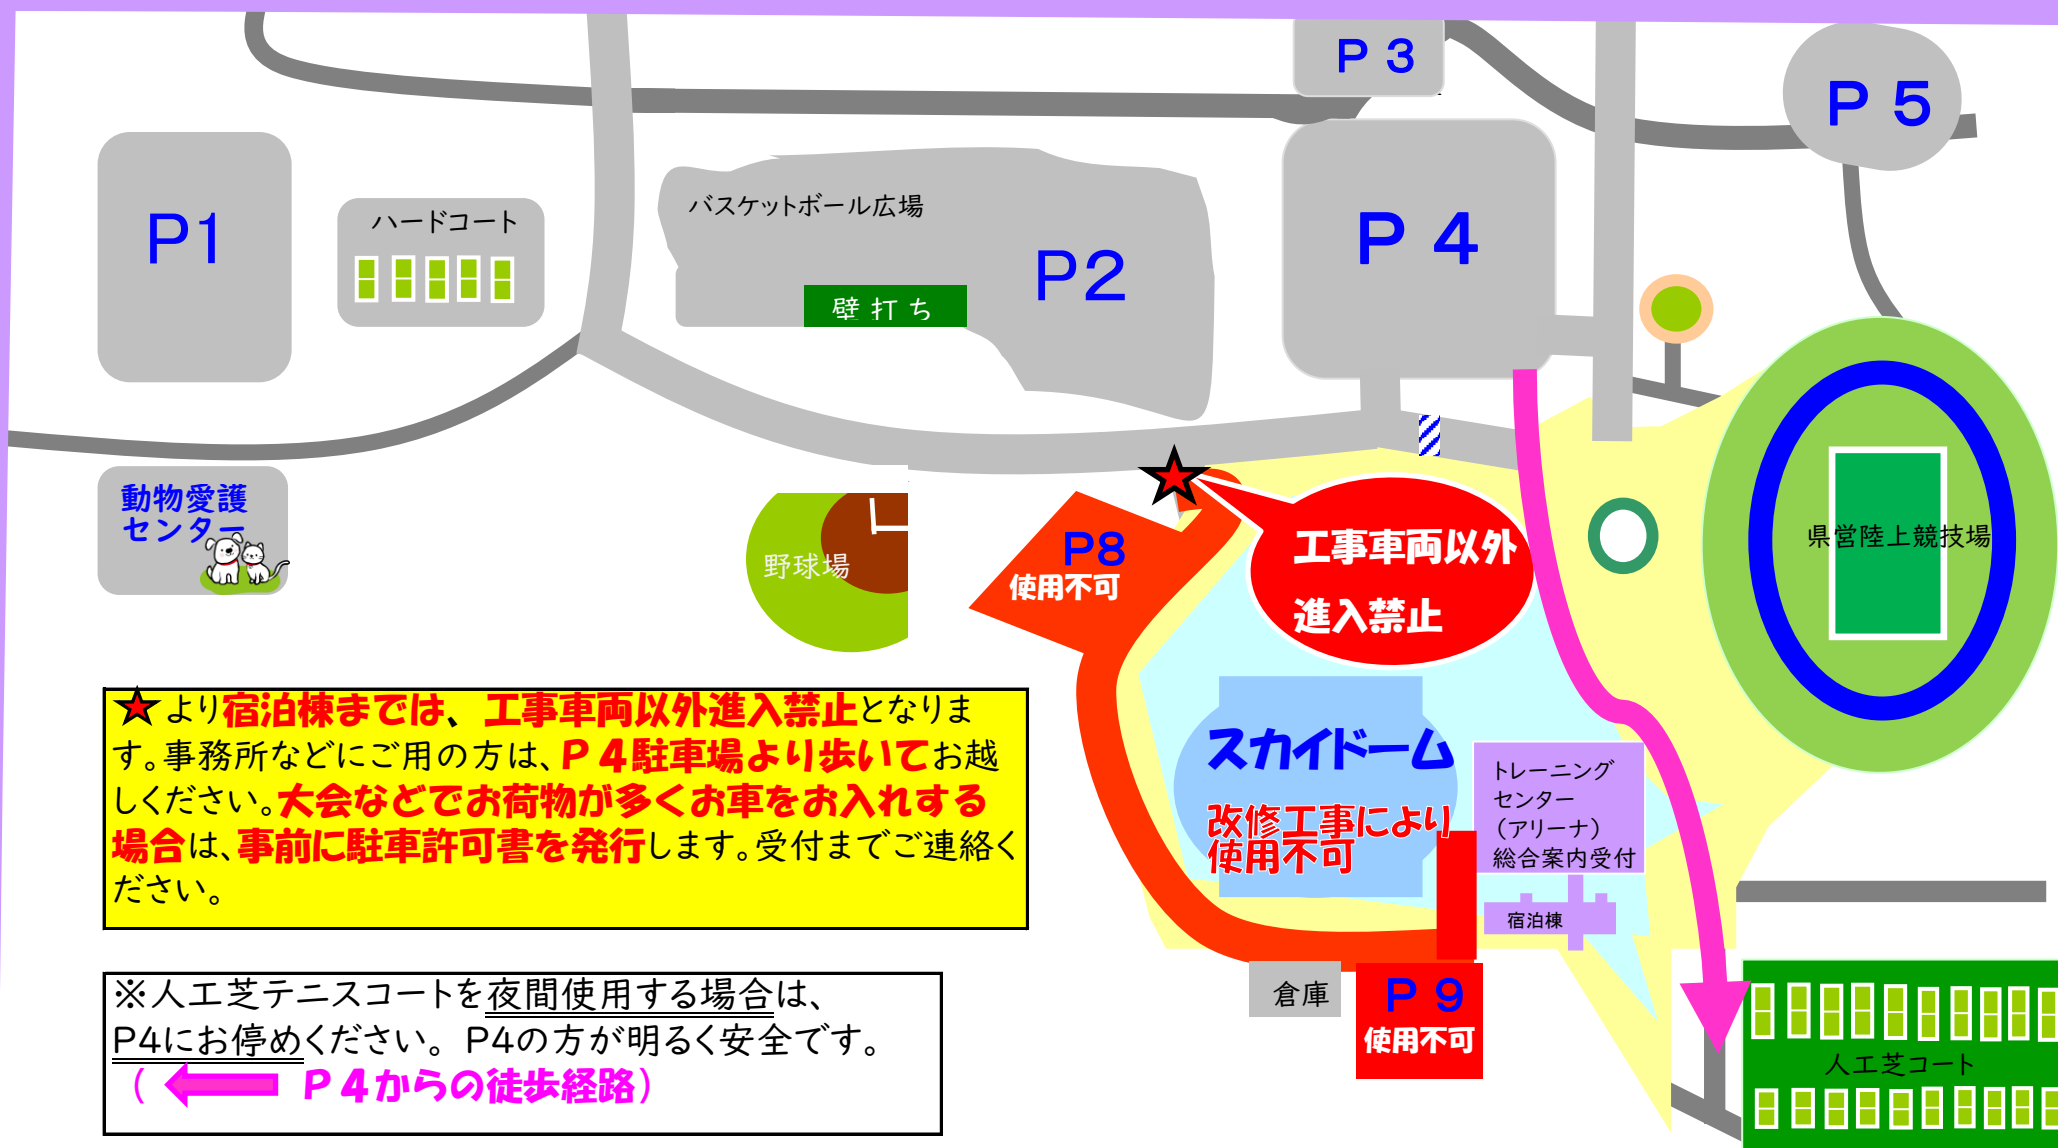 P 3
P 5
P1
ハードコート
バスケットボール広場
P2
壁 打 ち
P 4
動物愛護
センター
野球場
P8
使用不可
工事車両以外
進入禁止
県営陸上競技場
スカイドーム
改修工事により
使用不可
トレーニング
センター
（アリーナ）
総合案内受付
宿泊棟
倉庫
P 9
使用不可
人工芝コート
★より宿泊棟までは、工事車両以外進入禁止となりま
す。事務所などにご用の方は、P 4駐車場より歩いてお越
しください。大会などでお荷物が多くお車をお入れする
場合は、事前に駐車許可書を発行します。受付までご連絡く
ださい。
※人工芝テニスコートを夜間使用する場合は、
P4にお停めください。P4の方が明るく安全です。
（ P 4からの徒歩経路）